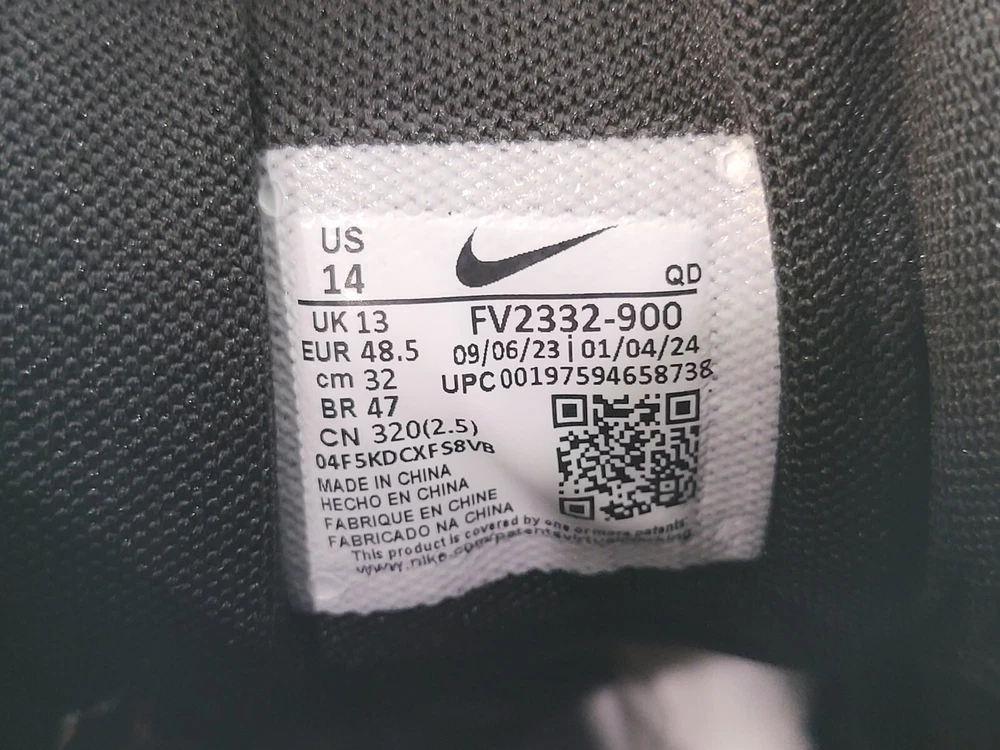 US
14
QD
UK 13
EUR 48.5
cm 32
BR 47
CN 320(2.5)
04F5KDCXFS8VB
FV2332-900
09/06/23 | 01/04/24
UPC 00197594658738
MADE IN CHINA
HECHO EN CHINA
FABRIQUE EN CHINE
FABRICADO NA CHINA
This product is covered by one or more patents.
www.nike.com/patentsvirtualmarking